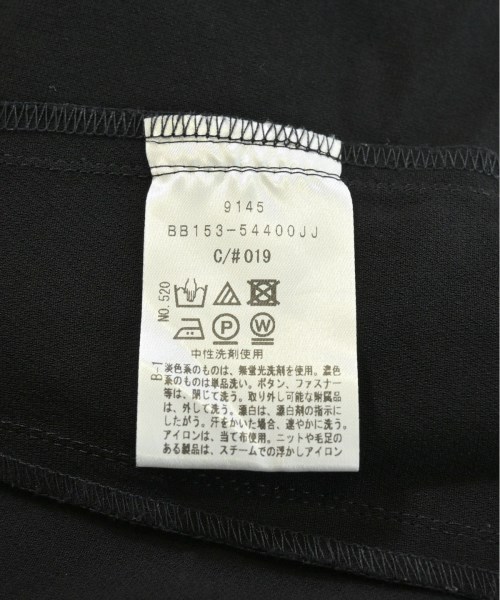 9145
BB153-54400JJ
C/#019
NO.520
P
W
中性洗剤使用
B-1
淡色系のものは、無蛍光洗剤を使用。濃色
系のものは単品洗い。ボタン、ファスナー
等は、閉じて洗う。取り外し可能な附属品
は、外して洗う。漂白は、漂白剤の指示に
したがう。汗をかいた場合、速やかに洗う。
アイロンは、当て布使用。ニットや毛足の
ある製品は、スチームでの浮かしアイロン